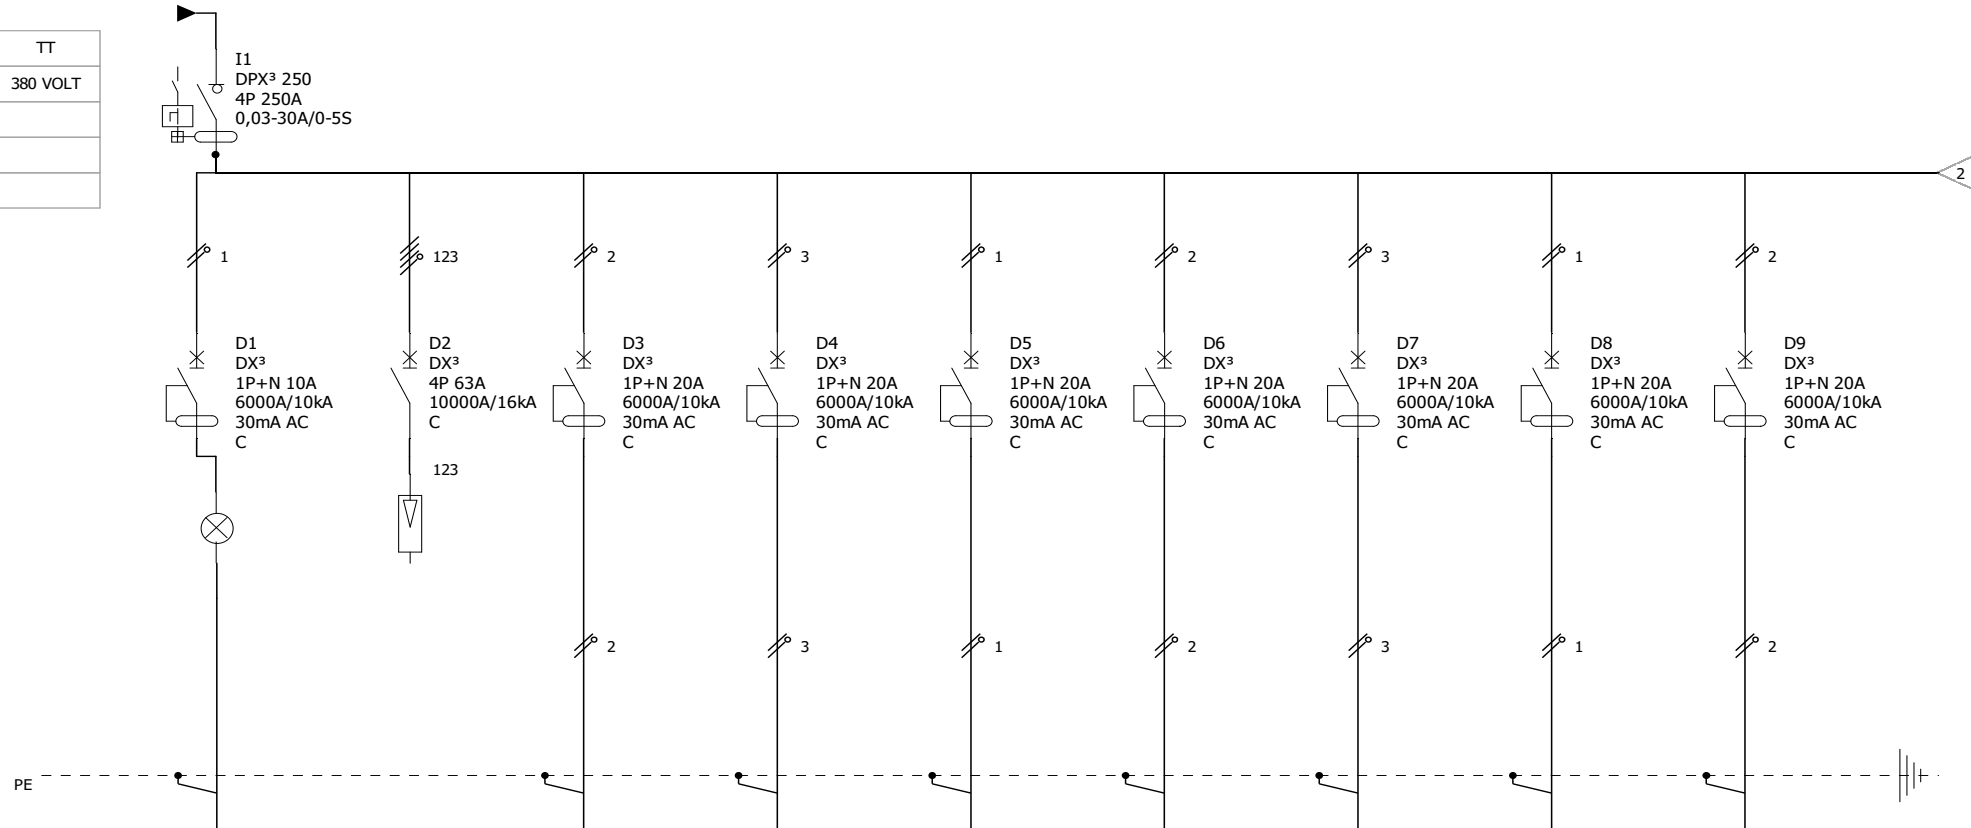 TT
380 VOLT
I1
DPX³ 250
4P 250A
0,03-30A/0-5S
2
1
123
2
3
1
2
3
1
2
D1
DX³
1P+N 10A
6000A/10kA
30mA AC
C
D2
DX³
4P 63A
10000A/16kA
C
123
D3
DX³
1P+N 20A
6000A/10kA
30mA AC
C
D4
DX³
1P+N 20A
6000A/10kA
30mA AC
C
D5
DX³
1P+N 20A
6000A/10kA
30mA AC
C
D6
DX³
1P+N 20A
6000A/10kA
30mA AC
C
D7
DX³
1P+N 20A
6000A/10kA
30mA AC
C
D8
DX³
1P+N 20A
6000A/10kA
30mA AC
C
D9
DX³
1P+N 20A
6000A/10kA
30mA AC
C
2
3
1
2
3
1
2
PE